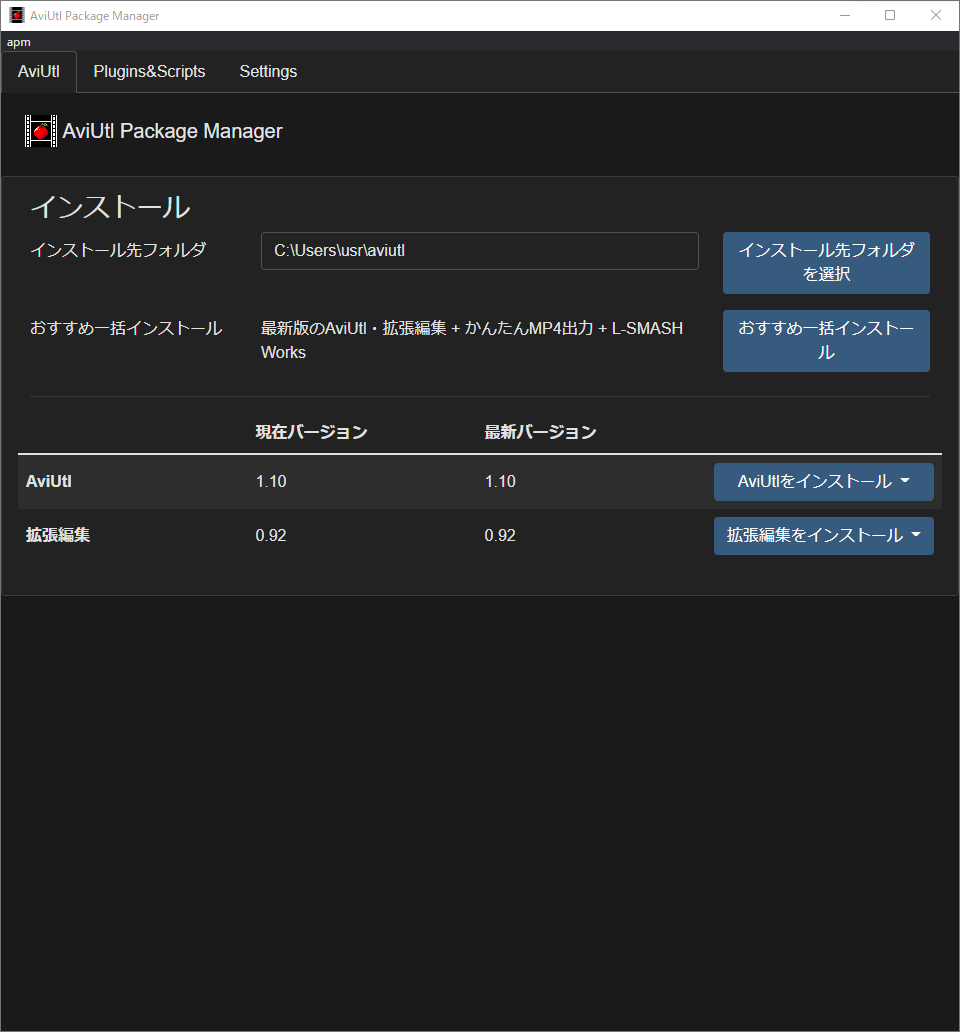 AviUtl Package Manager
apm
AviUtl Plugins&Scripts Settings
AviUtl Package Manager
インストール
インストール先フォルダ C:\Users\usr\aviutl インストール先フォルダ
を選択
おすすめ一括インストール 最新版のAviUtl・拡張編集 + かんたんMP4出力 + L-SMASH おすすめ一括インストー
Works ル
現在バージョン 最新バージョン
AviUtl 1.10 1.10 AviUtlをインストール
拡張編集 0.92 0.92 拡張編集をインストール